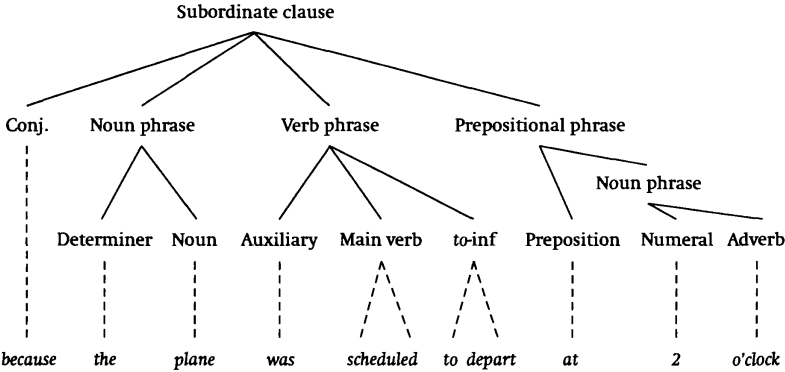 Subordinate clause
Conj. Noun phrase Verb phrase Prepositional phrase
Noun phrase
Determiner Noun Auxiliary Main verb to-inf Preposition Numeral Adverb
because the plane was scheduled to depart at 2 o'clock